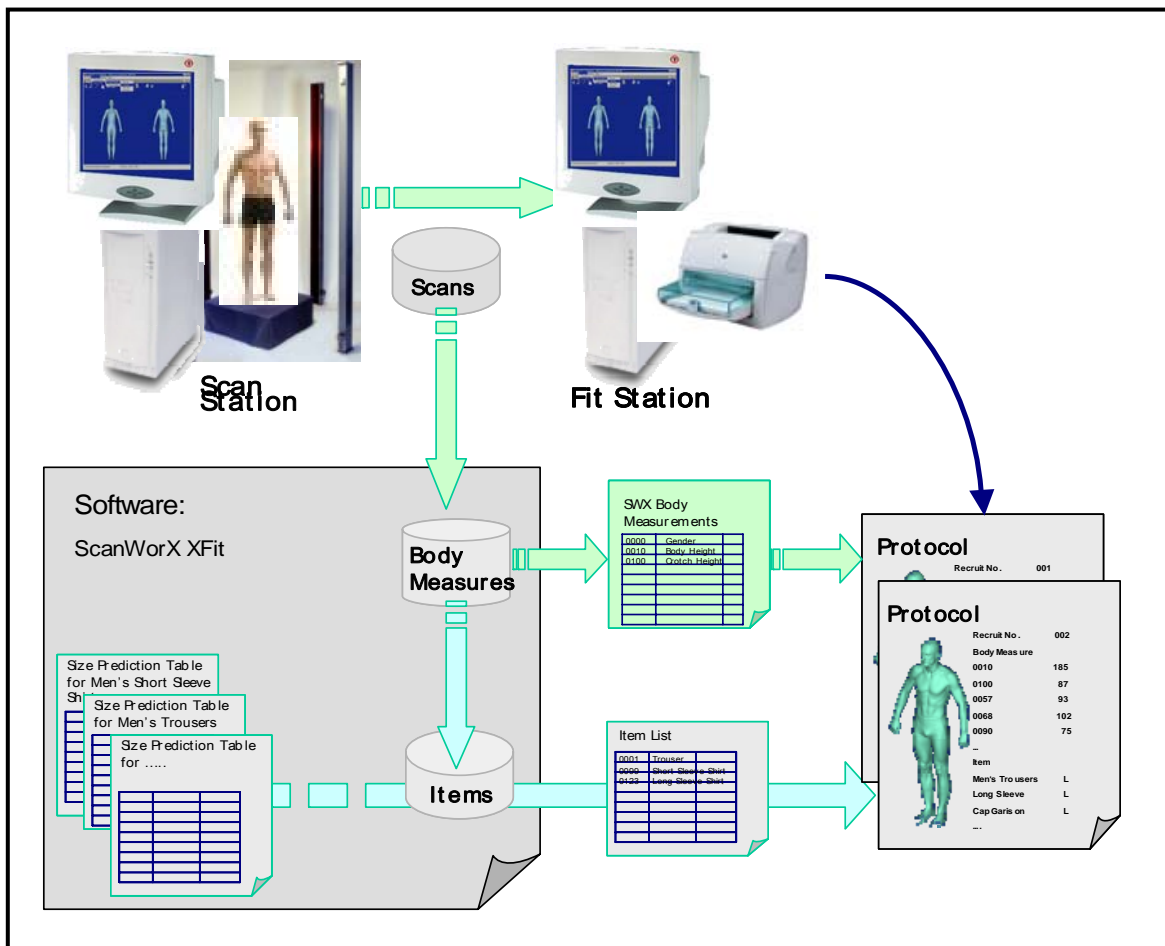 Scans
Scan
Station
Fit Station
Software:
ScanWorX XFit
Body
Measures
SWX Body
Measurements
0000 Gender
0010 Body Height
0100 Crotch Height
Protocol
Recruit No. 001
Protocol
Recruit No. 002
Body Measure
0010 185
0100 87
0057 93
0068 102
0090 75
...
Item
Men's Trousers L
Long Sleeve L
Cap Garison L
....
Size Prediction Table
for Men's Short Sleeve
Size Prediction Table
for Men's Trousers
Size Prediction Table
for .....
Items
Item List
0001 Trouser
Short Sleeve Shirt
0123 Long Sleeve Shirt